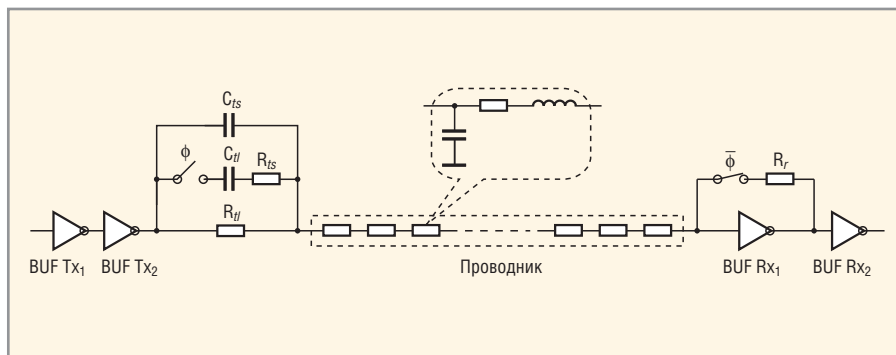 C_ts
ϕ
C_tl
R_ts
R_tl
ϕ̅
R_r
BUF Tx₁
BUF Tx₂
Проводник
BUF Rx₁
BUF Rx₂